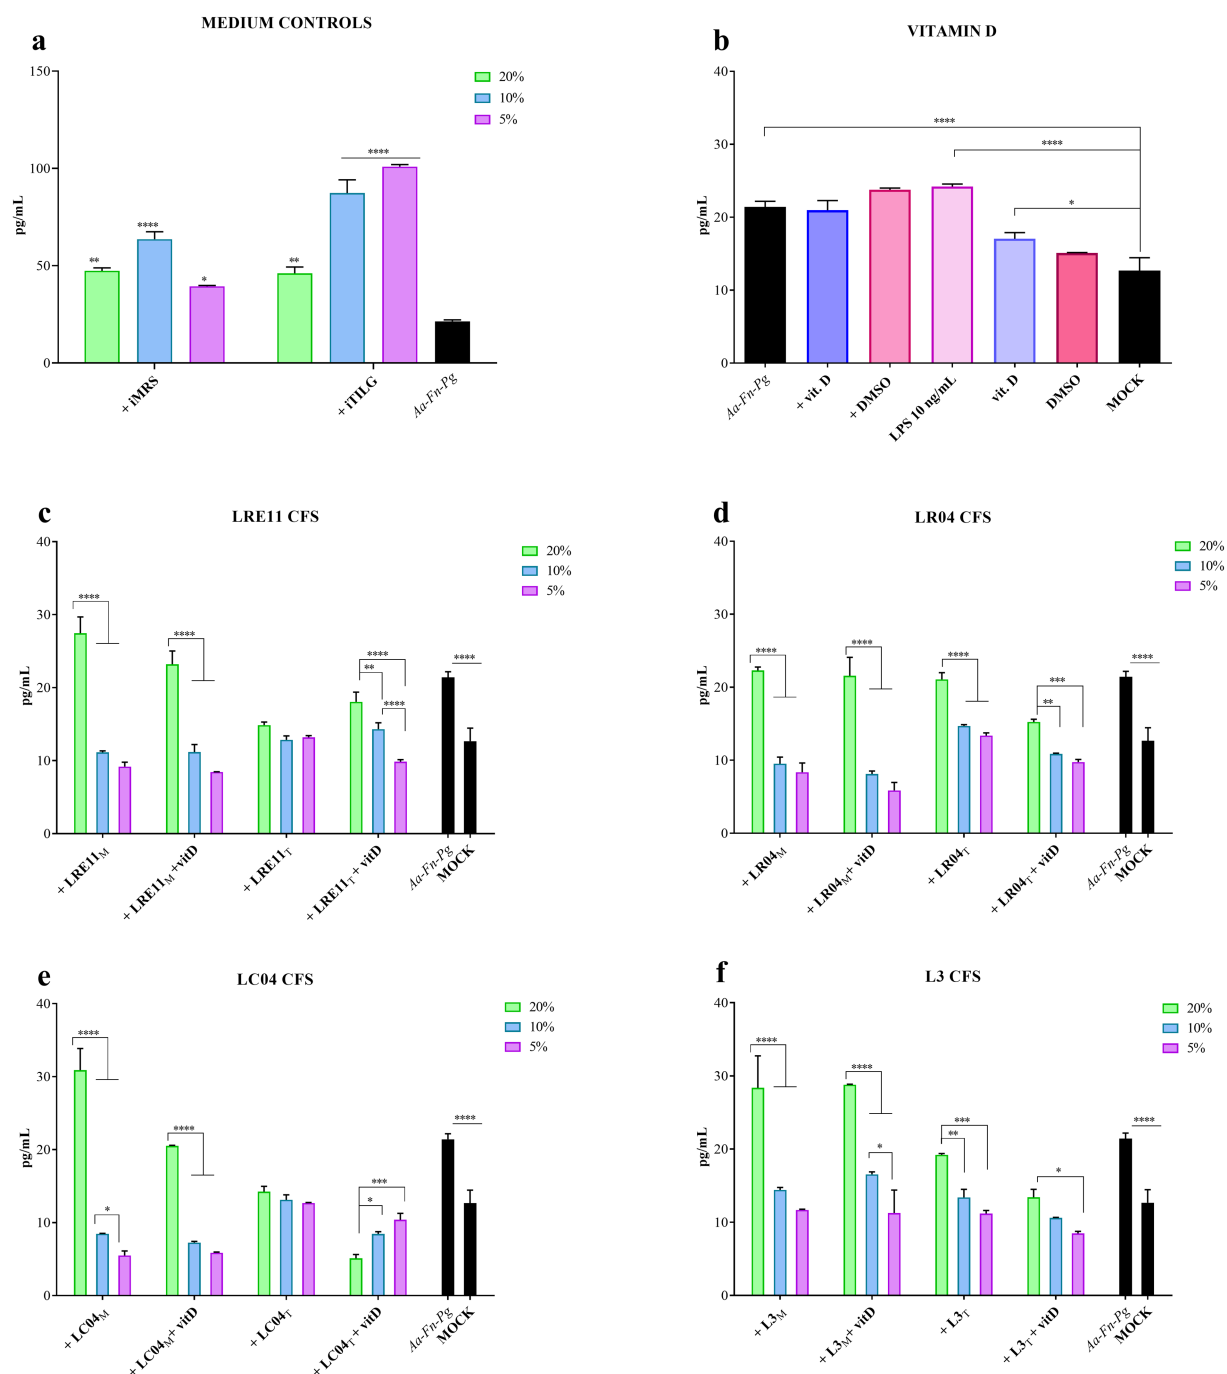 MEDIUM CONTROLS
a
150
100
50
0
pg/mL
20%
10%
5%
**
****
*
**
****
+ iMRS
+ iTILG
Aa-Fn-Pg
VITAMIN D
b
40
30
20
10
0
pg/mL
****
****
*
Aa-Fn-Pg
+ vit. D
+ DMSO
LPS 10 ng/mL
vit. D
DMSO
MOCK
LRE11 CFS
c
40
30
20
10
0
pg/mL
20%
10%
5%
****
****
****
**
****
****
+ LRE11M
+ LRE11M +vitD
+ LRE11T
+ LRE11T + vitD
Aa-Fn-Pg
MOCK
LR04 CFS
d
40
30
20
10
0
pg/mL
20%
10%
5%
****
****
****
***
**
****
+ LR04M
+ LR04M + vitD
+ LR04T
+ LR04T + vitD
Aa-Fn-Pg
MOCK
LC04 CFS
e
40
30
20
10
0
pg/mL
20%
10%
5%
****
*
****
***
*
****
+ LC04M
+ LC04M + vitD
+ LC04T
+ LC04T + vitD
Aa-Fn-Pg
MOCK
L3 CFS
f
40
30
20
10
0
pg/mL
20%
10%
5%
****
****
*
***
**
*
****
+ L3M
+ L3M + vitD
+ L3T
+ L3T + vitD
Aa-Fn-Pg
MOCK